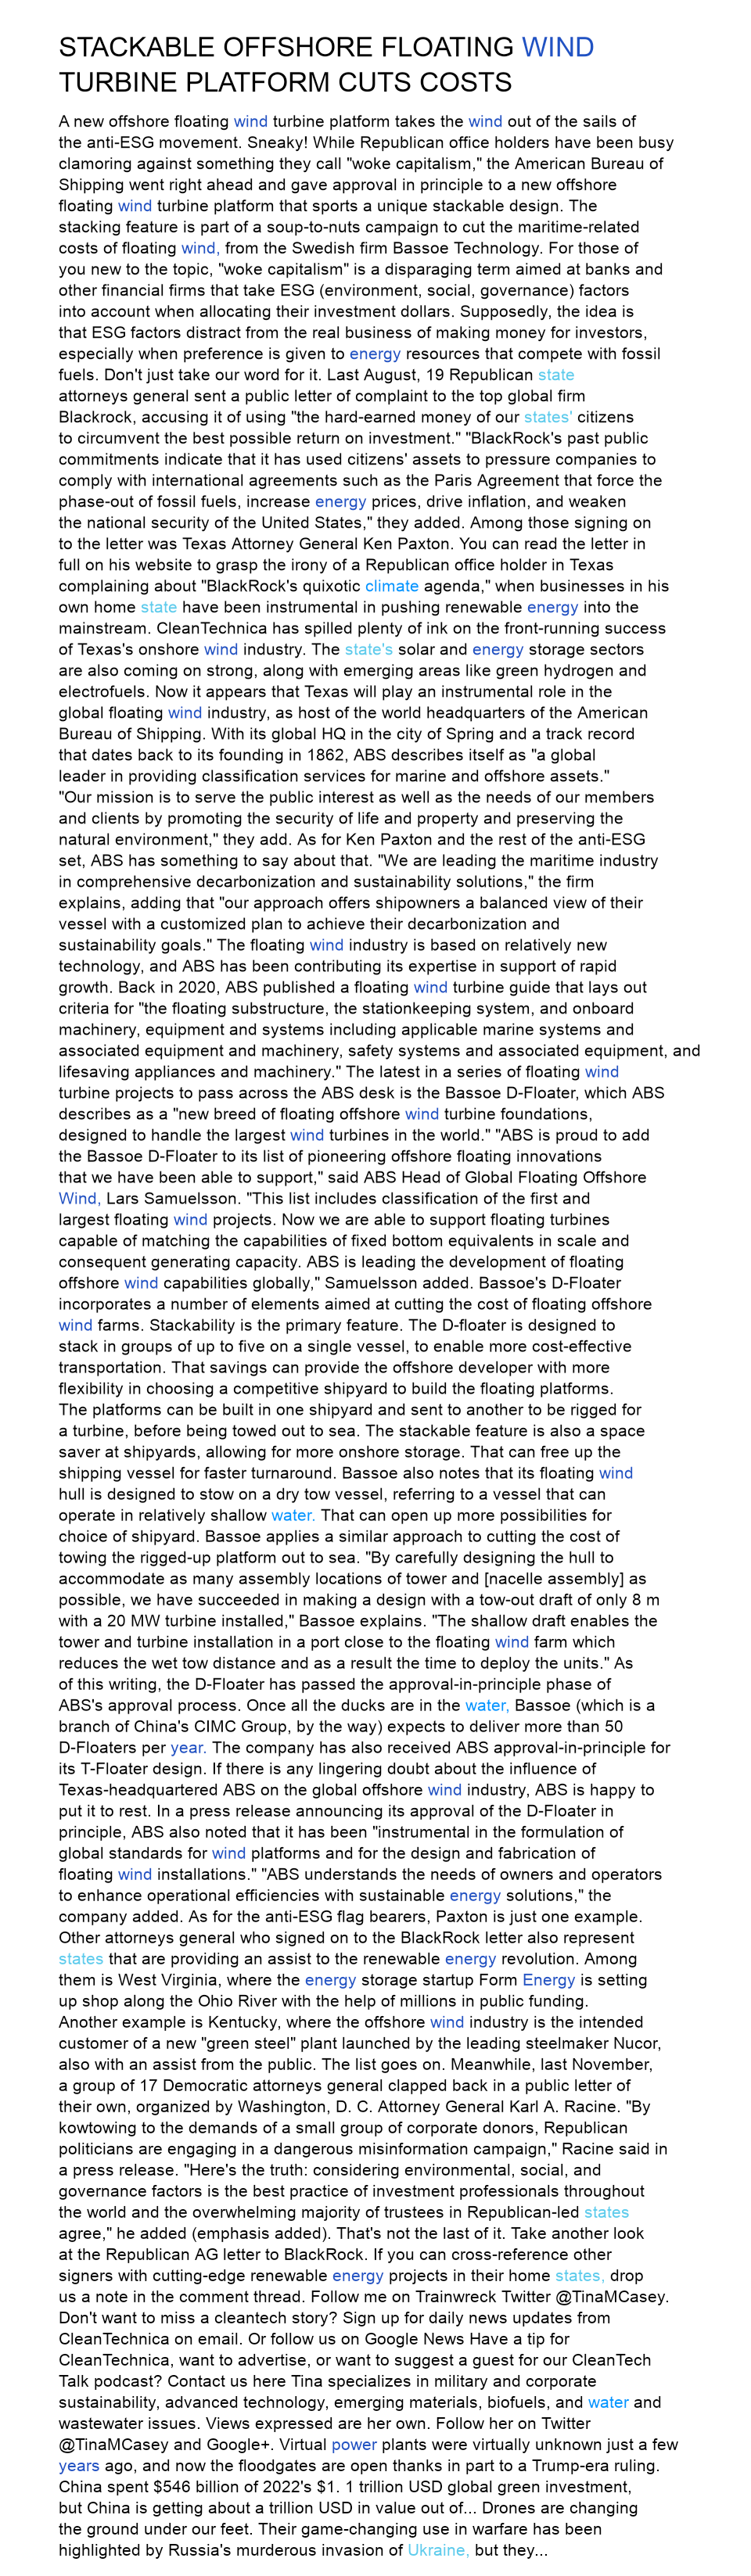 STACKABLE OFFSHORE FLOATING WIND
TURBINE PLATFORM CUTS COSTS
A new offshore floating wind turbine platform takes the wind out of the sails of
the anti-ESG movement. Sneaky! While Republican office holders have been busy
clamoring against something they call "woke capitalism," the American Bureau of
Shipping went right ahead and gave approval in principle to a new offshore
floating wind turbine platform that sports a unique stackable design. The
stacking feature is part of a soup-to-nuts campaign to cut the maritime-related
costs of floating wind, from the Swedish firm Bassoe Technology. For those of
you new to the topic, "woke capitalism" is a disparaging term aimed at banks and
other financial firms that take ESG (environment, social, governance) factors
into account when allocating their investment dollars. Supposedly, the idea is
that ESG factors distract from the real business of making money for investors,
especially when preference is given to energy resources that compete with fossil
fuels. Don't just take our word for it. Last August, 19 Republican state
attorneys general sent a public letter of complaint to the top global firm
Blackrock, accusing it of using "the hard-earned money of our states' citizens
to circumvent the best possible return on investment." "BlackRock's past public
commitments indicate that it has used citizens' assets to pressure companies to
comply with international agreements such as the Paris Agreement that force the
phase-out of fossil fuels, increase energy prices, drive inflation, and weaken
the national security of the United States," they added. Among those signing on
to the letter was Texas Attorney General Ken Paxton. You can read the letter in
full on his website to grasp the irony of a Republican office holder in Texas
complaining about "BlackRock's quixotic climate agenda," when businesses in his
own home state have been instrumental in pushing renewable energy into the
mainstream. CleanTechnica has spilled plenty of ink on the front-running success
of Texas's onshore wind industry. The state's solar and energy storage sectors
are also coming on strong, along with emerging areas like green hydrogen and
electrofuels. Now it appears that Texas will play an instrumental role in the
global floating wind industry, as host of the world headquarters of the American
Bureau of Shipping. With its global HQ in the city of Spring and a track record
that dates back to its founding in 1862, ABS describes itself as "a global
leader in providing classification services for marine and offshore assets."
"Our mission is to serve the public interest as well as the needs of our members
and clients by promoting the security of life and property and preserving the
natural environment," they add. As for Ken Paxton and the rest of the anti-ESG
set, ABS has something to say about that. "We are leading the maritime industry
in comprehensive decarbonization and sustainability solutions," the firm
explains, adding that "our approach offers shipowners a balanced view of their
vessel with a customized plan to achieve their decarbonization and
sustainability goals." The floating wind industry is based on relatively new
technology, and ABS has been contributing its expertise in support of rapid
growth. Back in 2020, ABS published a floating wind turbine guide that lays out
criteria for "the floating substructure, the stationkeeping system, and onboard
machinery, equipment and systems including applicable marine systems and
associated equipment and machinery, safety systems and associated equipment, and
lifesaving appliances and machinery." The latest in a series of floating wind
turbine projects to pass across the ABS desk is the Bassoe D-Floater, which ABS
describes as a "new breed of floating offshore wind turbine foundations,
designed to handle the largest wind turbines in the world." "ABS is proud to add
the Bassoe D-Floater to its list of pioneering offshore floating innovations
that we have been able to support," said ABS Head of Global Floating Offshore
Wind, Lars Samuelsson. "This list includes classification of the first and
largest floating wind projects. Now we are able to support floating turbines
capable of matching the capabilities of fixed bottom equivalents in scale and
consequent generating capacity. ABS is leading the development of floating
offshore wind capabilities globally," Samuelsson added. Bassoe's D-Floater
incorporates a number of elements aimed at cutting the cost of floating offshore
wind farms. Stackability is the primary feature. The D-floater is designed to
stack in groups of up to five on a single vessel, to enable more cost-effective
transportation. That savings can provide the offshore developer with more
flexibility in choosing a competitive shipyard to build the floating platforms.
The platforms can be built in one shipyard and sent to another to be rigged for
a turbine, before being towed out to sea. The stackable feature is also a space
saver at shipyards, allowing for more onshore storage. That can free up the
shipping vessel for faster turnaround. Bassoe also notes that its floating wind
hull is designed to stow on a dry tow vessel, referring to a vessel that can
operate in relatively shallow water. That can open up more possibilities for
choice of shipyard. Bassoe applies a similar approach to cutting the cost of
towing the rigged-up platform out to sea. "By carefully designing the hull to
accommodate as many assembly locations of tower and [nacelle assembly] as
possible, we have succeeded in making a design with a tow-out draft of only 8 m
with a 20 MW turbine installed," Bassoe explains. "The shallow draft enables the
tower and turbine installation in a port close to the floating wind farm which
reduces the wet tow distance and as a result the time to deploy the units." As
of this writing, the D-Floater has passed the approval-in-principle phase of
ABS's approval process. Once all the ducks are in the water, Bassoe (which is a
branch of China's CIMC Group, by the way) expects to deliver more than 50
D-Floaters per year. The company has also received ABS approval-in-principle for
its T-Floater design. If there is any lingering doubt about the influence of
Texas-headquartered ABS on the global offshore wind industry, ABS is happy to
put it to rest. In a press release announcing its approval of the D-Floater in
principle, ABS also noted that it has been "instrumental in the formulation of
global standards for wind platforms and for the design and fabrication of
floating wind installations." "ABS understands the needs of owners and operators
to enhance operational efficiencies with sustainable energy solutions," the
company added. As for the anti-ESG flag bearers, Paxton is just one example.
Other attorneys general who signed on to the BlackRock letter also represent
states that are providing an assist to the renewable energy revolution. Among
them is West Virginia, where the energy storage startup Form Energy is setting
up shop along the Ohio River with the help of millions in public funding.
Another example is Kentucky, where the offshore wind industry is the intended
customer of a new "green steel" plant launched by the leading steelmaker Nucor,
also with an assist from the public. The list goes on. Meanwhile, last November,
a group of 17 Democratic attorneys general clapped back in a public letter of
their own, organized by Washington, D. C. Attorney General Karl A. Racine. "By
kowtowing to the demands of a small group of corporate donors, Republican
politicians are engaging in a dangerous misinformation campaign," Racine said in
a press release. "Here's the truth: considering environmental, social, and
governance factors is the best practice of investment professionals throughout
the world and the overwhelming majority of trustees in Republican-led states
agree," he added (emphasis added). That's not the last of it. Take another look
at the Republican AG letter to BlackRock. If you can cross-reference other
signers with cutting-edge renewable energy projects in their home states, drop
us a note in the comment thread. Follow me on Trainwreck Twitter @TinaMCasey.
Don't want to miss a cleantech story? Sign up for daily news updates from
CleanTechnica on email. Or follow us on Google News Have a tip for
CleanTechnica, want to advertise, or want to suggest a guest for our CleanTech
Talk podcast? Contact us here Tina specializes in military and corporate
sustainability, advanced technology, emerging materials, biofuels, and water and
wastewater issues. Views expressed are her own. Follow her on Twitter
@TinaMCasey and Google+. Virtual power plants were virtually unknown just a few
years ago, and now the floodgates are open thanks in part to a Trump-era ruling.
China spent $546 billion of 2022's $1. 1 trillion USD global green investment,
but China is getting about a trillion USD in value out of... Drones are changing
the ground under our feet. Their game-changing use in warfare has been
highlighted by Russia's murderous invasion of Ukraine, but they...